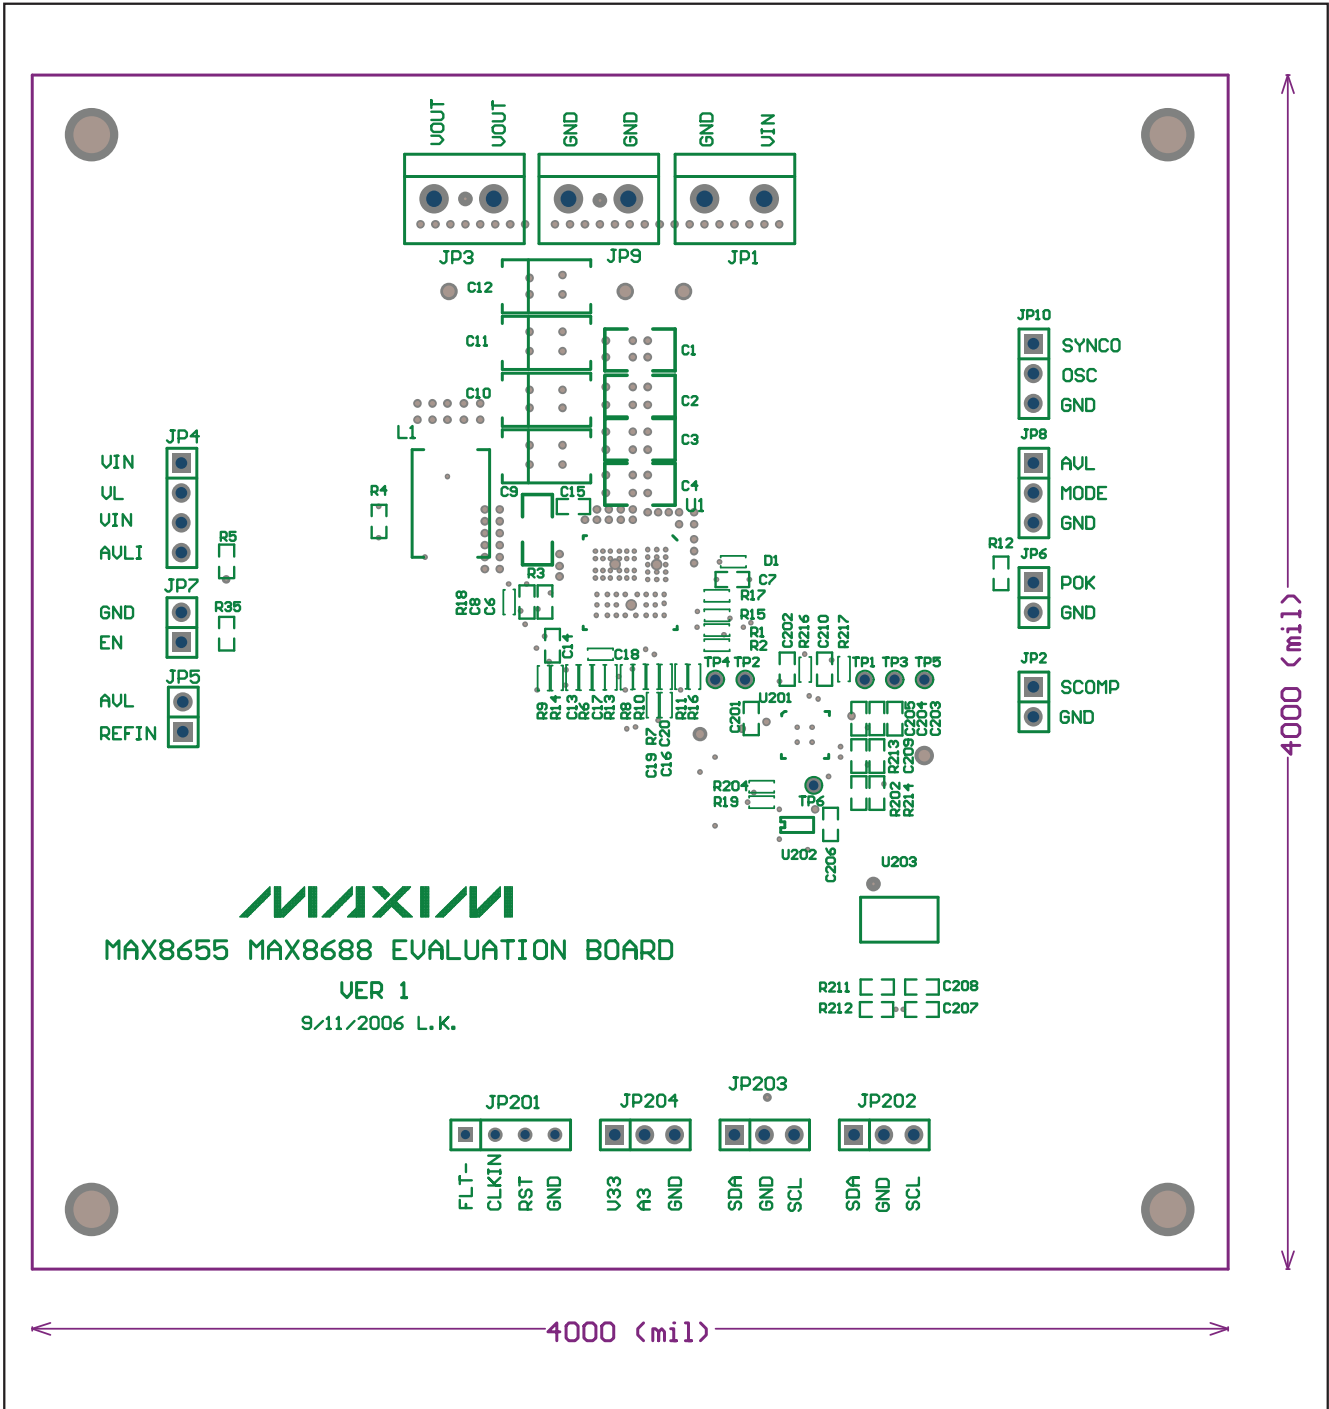 VOUT VOUT GND GND GND VIN
JP3 JP9 JP1
C12
C11
C1
C10
C2
L1
C3
C9 C15 C4
U1
JP10
SYNCO
OSC
GND
JP8
AVL
MODE
GND
R12 JP6
POK
GND
JP2
SCOMP
GND
JP4
VIN
VL
VIN
AVLI
JP7
GND
EN
JP5
AVL
REFIN
R4
R5
R35
R3
R18 C8 C6
C14
C18
D1
C7
R17
R15
R1
R2
C202 R216 C210 R217
TP4 TP2 TP1 TP3 TP5
U201
R9 R14 C13 R6 C17 R13 R8 R10 R11 R16
R7 C20
C19 C16
C201
C205 C204 C203
R213 C209
R202 R214
R204
R19
TP6
U202
C206
U203
MAXIM
MAX8655 MAX8688 EVALUATION BOARD
VER 1
9/11/2006 L.K.
R211 C208
R212 C207
JP201 JP204 JP203 JP202
FLT- CLKIN RST GND V33 A3 GND SDA GND SCL SDA GND SCL
4000 (mil)
4000 (mil)